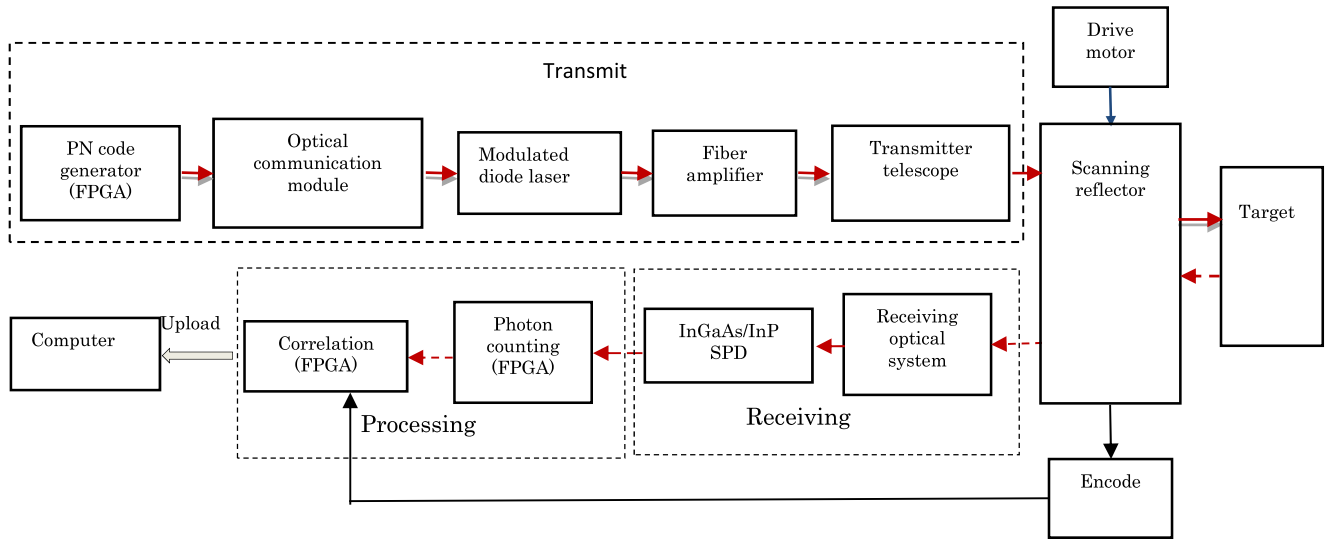 Drive
motor
Transmit
PN code
generator
(FPGA)
Optical
communication
module
Modulated
diode laser
Fiber
amplifier
Transmitter
telescope
Scanning
reflector
Target
Computer
Upload
Correlation
(FPGA)
Photon
counting
(FPGA)
InGaAs/InP
SPD
Receiving
optical
system
Processing
Receiving
Encode